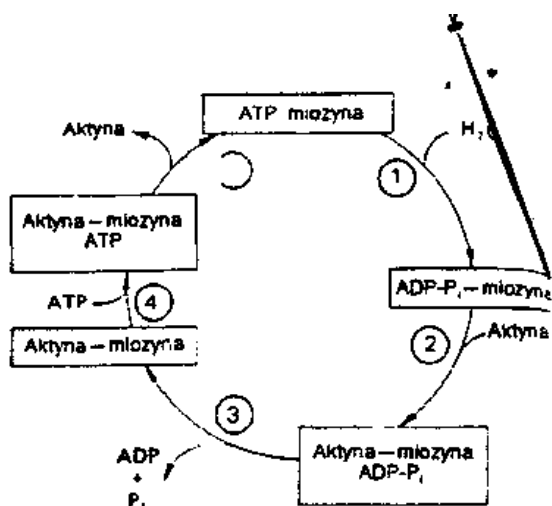 ATP miozyna
Aktyna
H₂O
1
Aktyna – miozyna
ATP
ADP-Pᵢ – miozyna
ATP
4
2
Aktyna
Aktyna – miozyna
3
Aktyna – miozyna
ADP-Pᵢ
ADP
+
Pᵢ